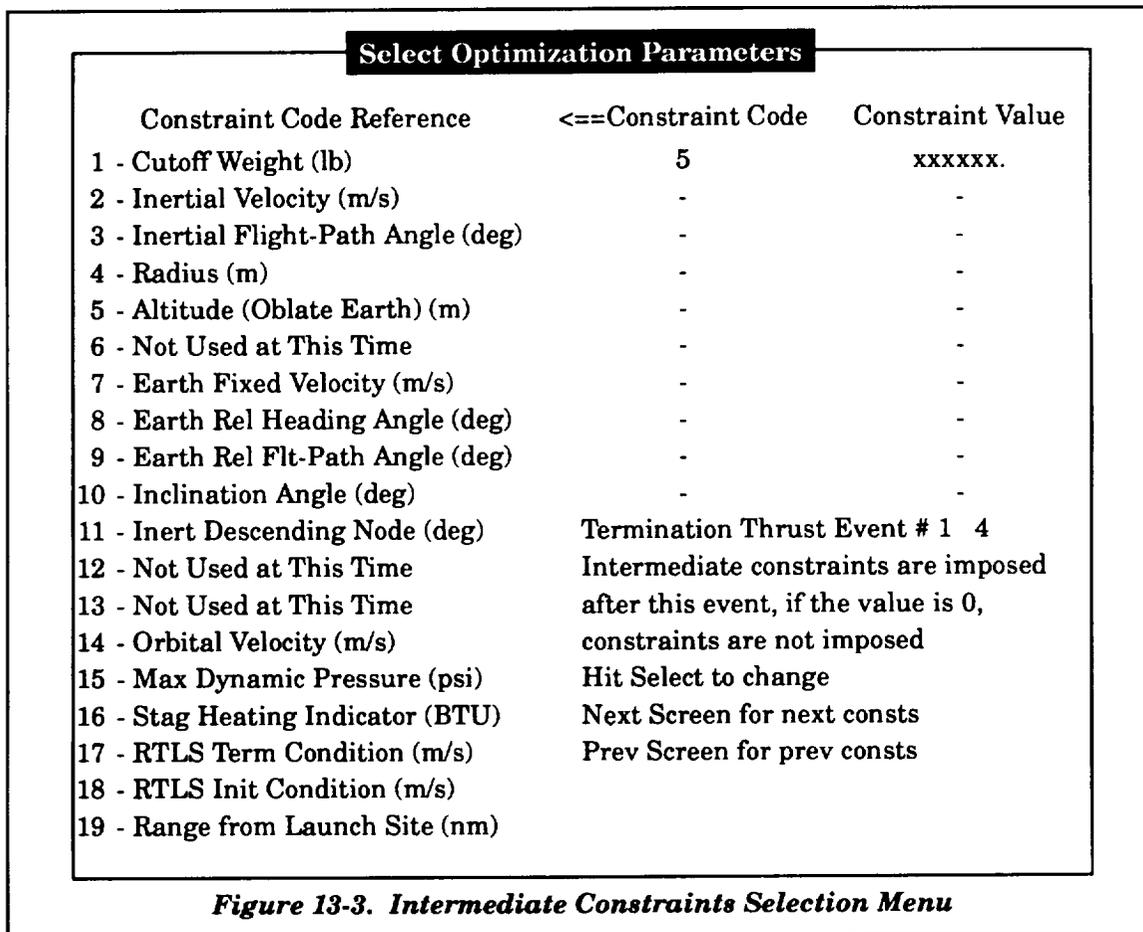 Select Optimization Parameters
Constraint Code Reference <==Constraint Code Constraint Value
1 - Cutoff Weight (lb) 5 xxxxxx.
2 - Inertial Velocity (m/s) - -
3 - Inertial Flight-Path Angle (deg) - -
4 - Radius (m) - -
5 - Altitude (Oblate Earth) (m) - -
6 - Not Used at This Time - -
7 - Earth Fixed Velocity (m/s) - -
8 - Earth Rel Heading Angle (deg) - -
9 - Earth Rel Flt-Path Angle (deg) - -
10 - Inclination Angle (deg) - -
11 - Inert Descending Node (deg) Termination Thrust Event # 1 4
12 - Not Used at This Time Intermediate constraints are imposed
13 - Not Used at This Time after this event, if the value is 0,
14 - Orbital Velocity (m/s) constraints are not imposed
15 - Max Dynamic Pressure (psi) Hit Select to change
16 - Stag Heating Indicator (BTU) Next Screen for next consts
17 - RTLS Term Condition (m/s) Prev Screen for prev consts
18 - RTLS Init Condition (m/s)
19 - Range from Launch Site (nm)
Figure 13-3. Intermediate Constraints Selection Menu